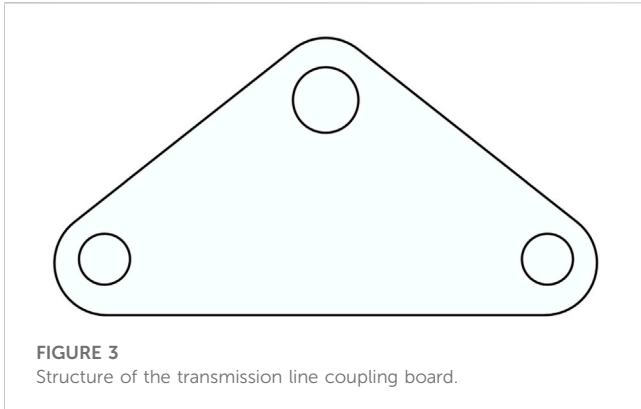 FIGURE 3
Structure of the transmission line coupling board.